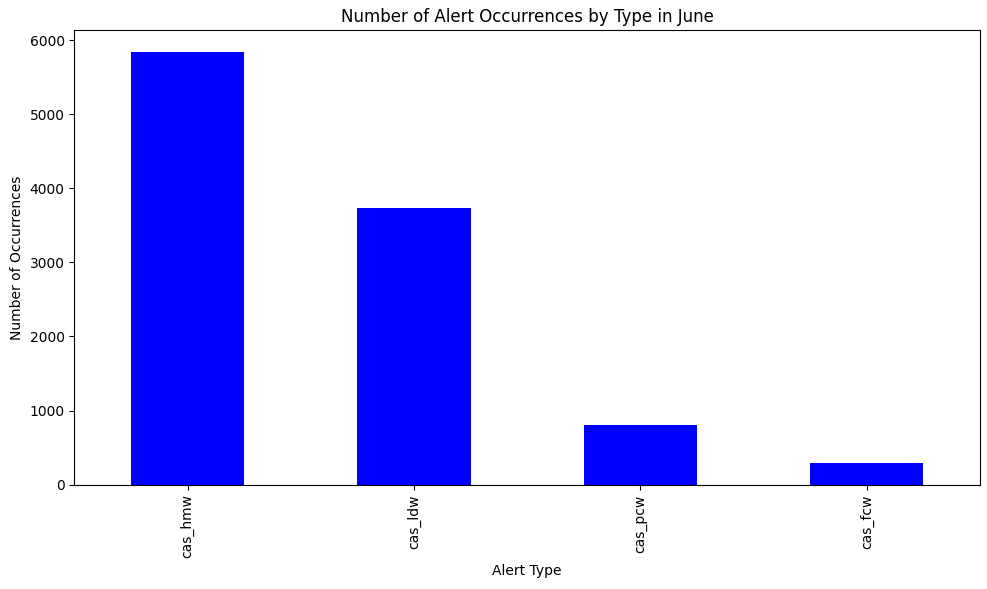 Number of Alert Occurrences by Type in June
Number of Occurrences
6000
5000
4000
3000
2000
1000
0
cas_hmw
cas_ldw
cas_pcw
cas_fcw
Alert Type